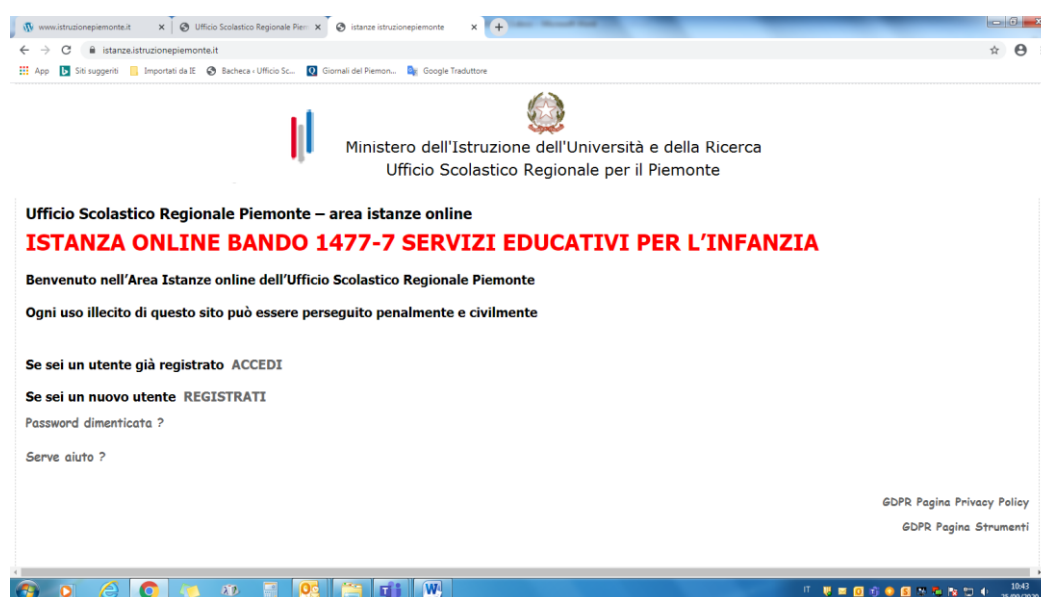 www.istruzionepiemonte.it
Ufficio Scolastico Regionale Piem
istanze istruzionepiemonte
istanze.istruzionepiemonte.it
App Siti suggeriti Importati da IE Bacheca - Ufficio Sc... Giornali del Piemon... Google Traduttore
Ministero dell'Istruzione dell'Università e della Ricerca
Ufficio Scolastico Regionale per il Piemonte
Ufficio Scolastico Regionale Piemonte – area istanze online
ISTANZA ONLINE BANDO 1477-7 SERVIZI EDUCATIVI PER L’INFANZIA
Benvenuto nell’Area Istanze online dell’Ufficio Scolastico Regionale Piemonte
Ogni uso illecito di questo sito può essere perseguito penalmente e civilmente
Se sei un utente già registrato ACCEDI
Se sei un nuovo utente REGISTRATI
Password dimenticata ?
Serve aiuto ?
GDPR Pagina Privacy Policy
GDPR Pagina Strumenti
IT
10:43